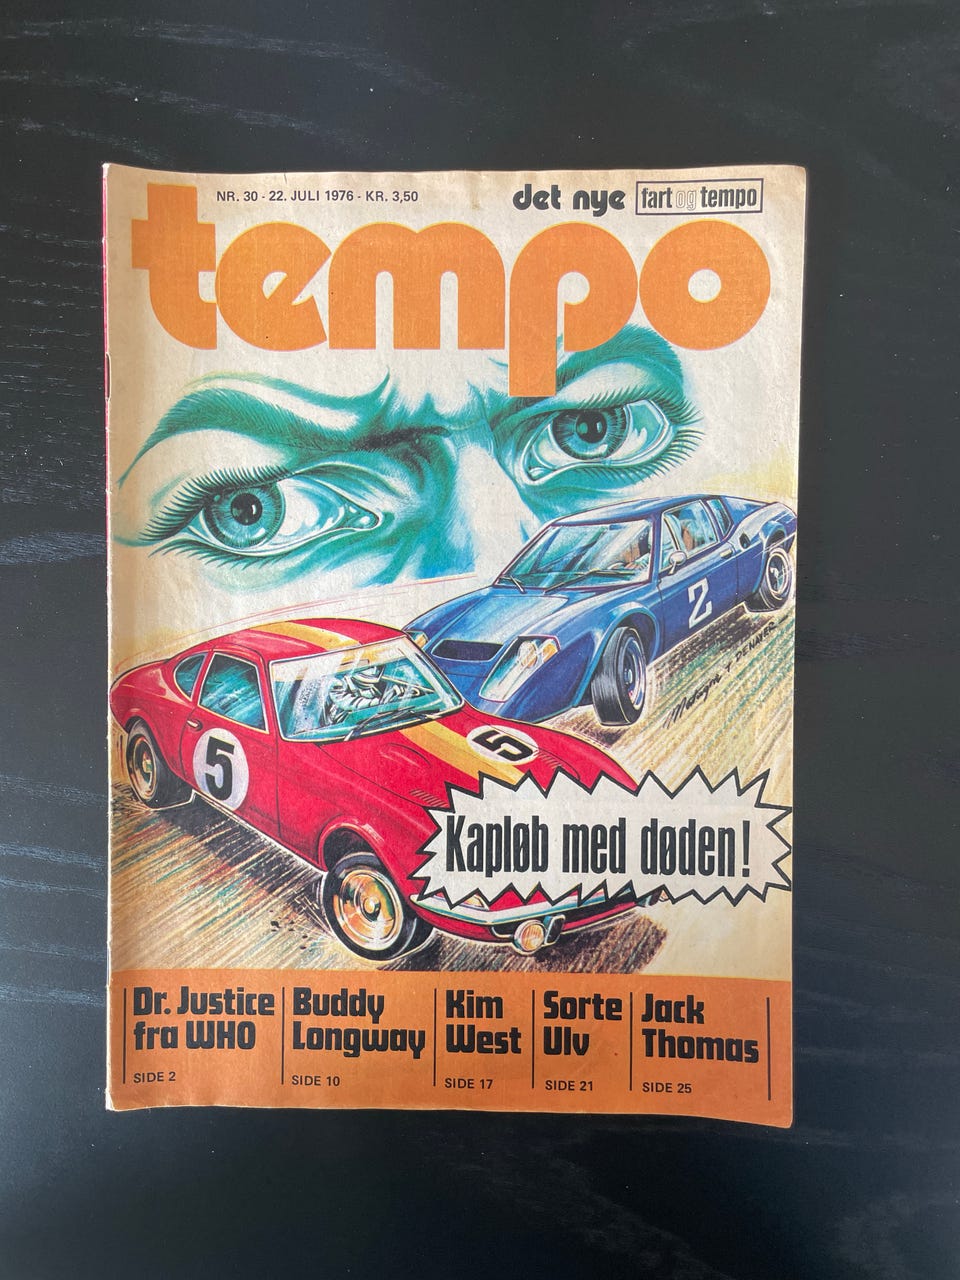 NR. 30 - 22. JULI 1976 - KR. 3,50
det nye fart og tempo
tempo
2
5
5
Kapløb med døden!
Dr. Justice
fra WHO
SIDE 2
Buddy
Longway
SIDE 10
Kim
West
SIDE 17
Sorte
Ulv
SIDE 21
Jack
Thomas
SIDE 25